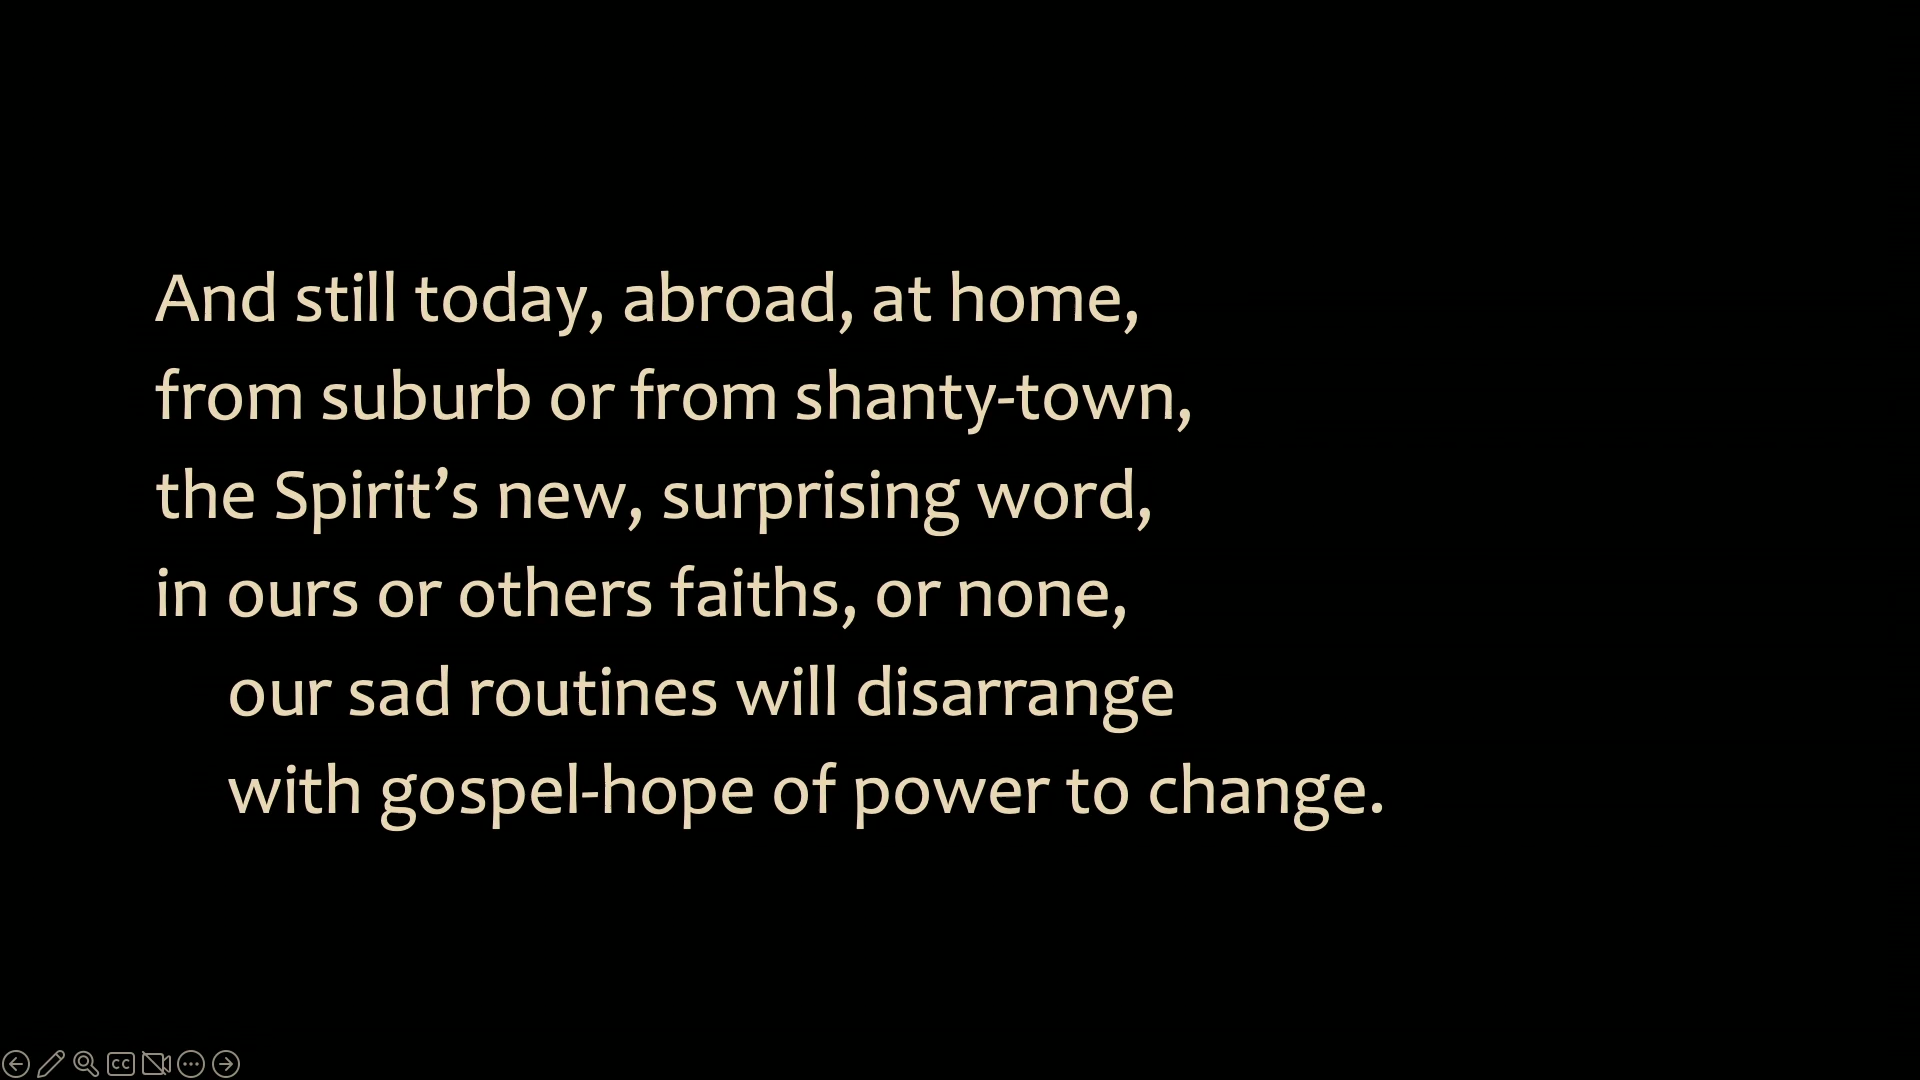 And still today, abroad, at home,
from suburb or from shanty-town,
the Spirit’s new, surprising word,
in ours or others faiths, or none,
our sad routines will disarrange
with gospel-hope of power to change.
CC